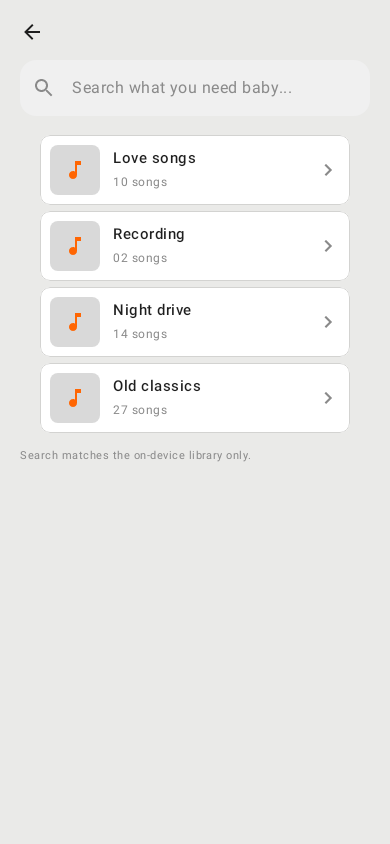 Search what you need baby...
Love songs
10 songs
Recording
02 songs
Night drive
14 songs
Old classics
27 songs
Search matches the on-device library only.